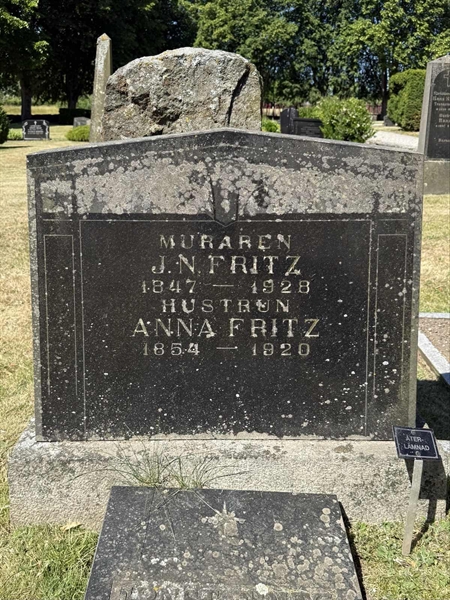 MURAREN
J.N. FRITZ
1847 — 1928
HUSTRUN
ANNA FRITZ
1854 — 1920
ÅTER-
LÄMNAD